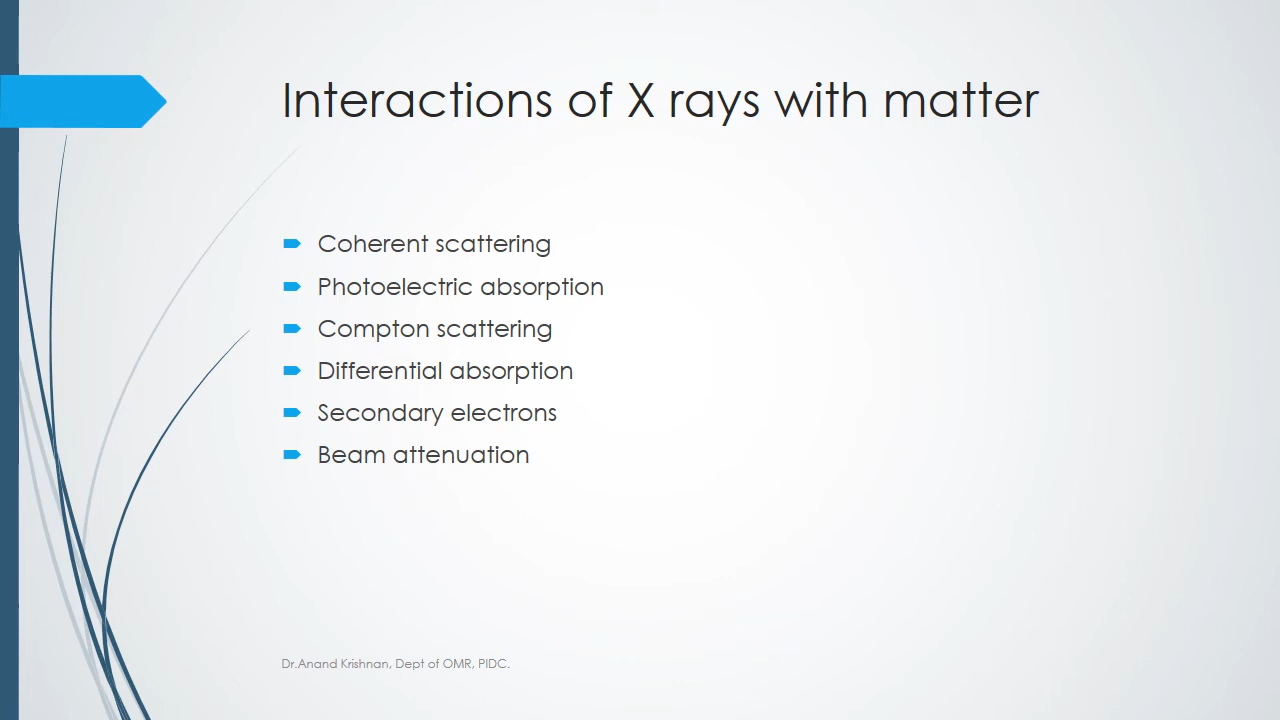 Interactions of X rays with matter
Coherent scattering
Photoelectric absorption
Compton scattering
Differential absorption
Secondary electrons
Beam attenuation
Dr.Anand Krishnan, Dept of OMR, PIDC.